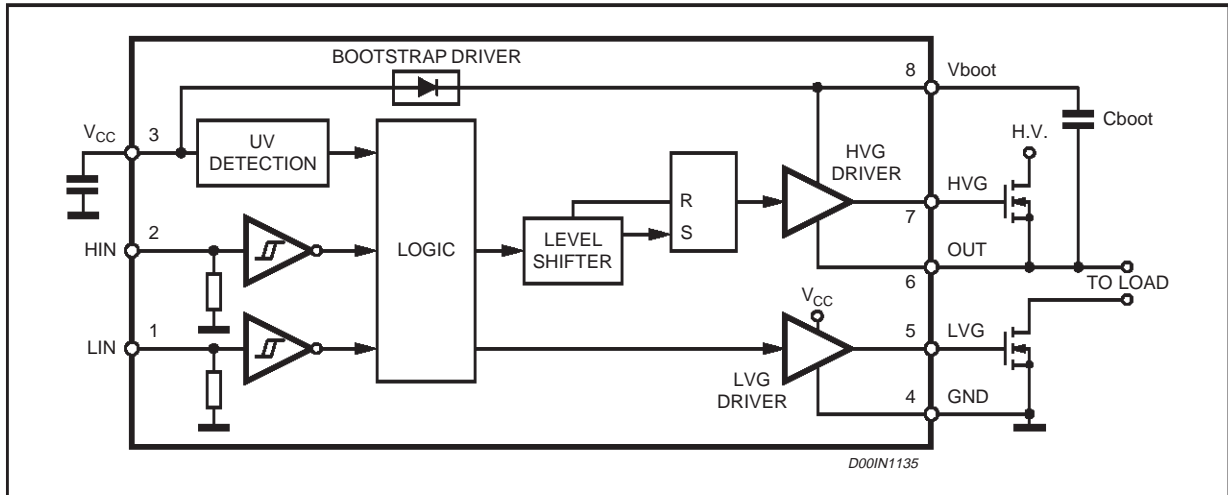 BOOTSTRAP DRIVER
8
Vboot
VCC
3
UV
DETECTION
H.V.
Cboot
HVG
DRIVER
HVG
7
R
S
HIN
2
LOGIC
LEVEL
SHIFTER
OUT
6
TO LOAD
VCC
LIN
1
5
LVG
LVG
DRIVER
4
GND
D00IN1135